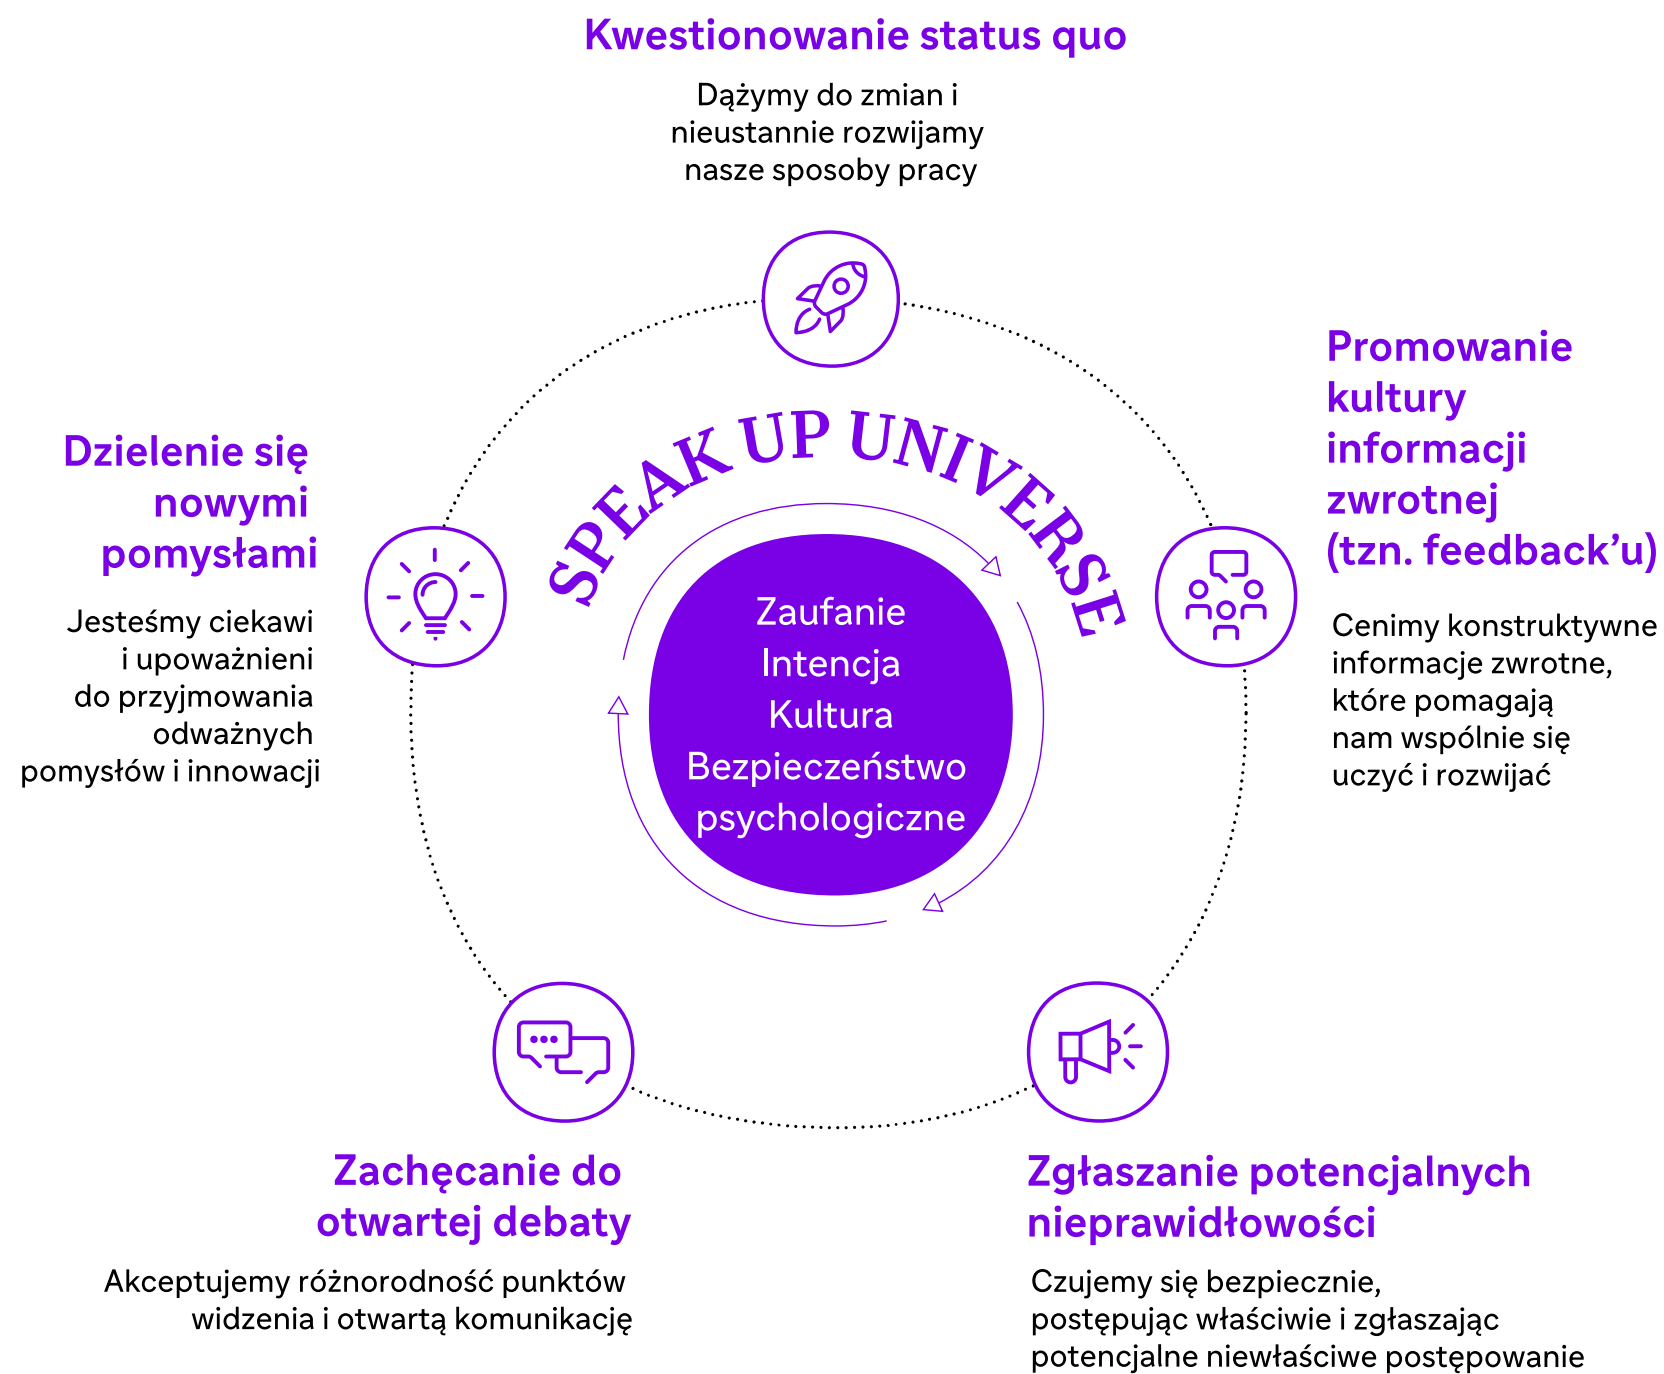 Kwestionowanie status quo
Dążymy do zmian i
nieustannie rozwijamy
nasze sposoby pracy
Promowanie
kultury
informacji
zwrotnej
(tzn. feedback’u)
Cenimy konstruktywne
informacje zwrotne,
które pomagają
nam wspólnie się
uczyć i rozwijać
Dzielenie się
nowymi
pomysłami
Jesteśmy ciekawi
i upoważnieni
do przyjmowania
odważnych
pomysłów i innowacji
SPEAK UP UNIVERSE
Zaufanie
Intencja
Kultura
Bezpieczeństwo
psychologiczne
Zachęcanie do
otwartej debaty
Akceptujemy różnorodność punktów
widzenia i otwartą komunikację
Zgłaszanie potencjalnych
nieprawidłowości
Czujemy się bezpiecznie,
postępując właściwie i zgłaszając
potencjalne niewłaściwe postępowanie